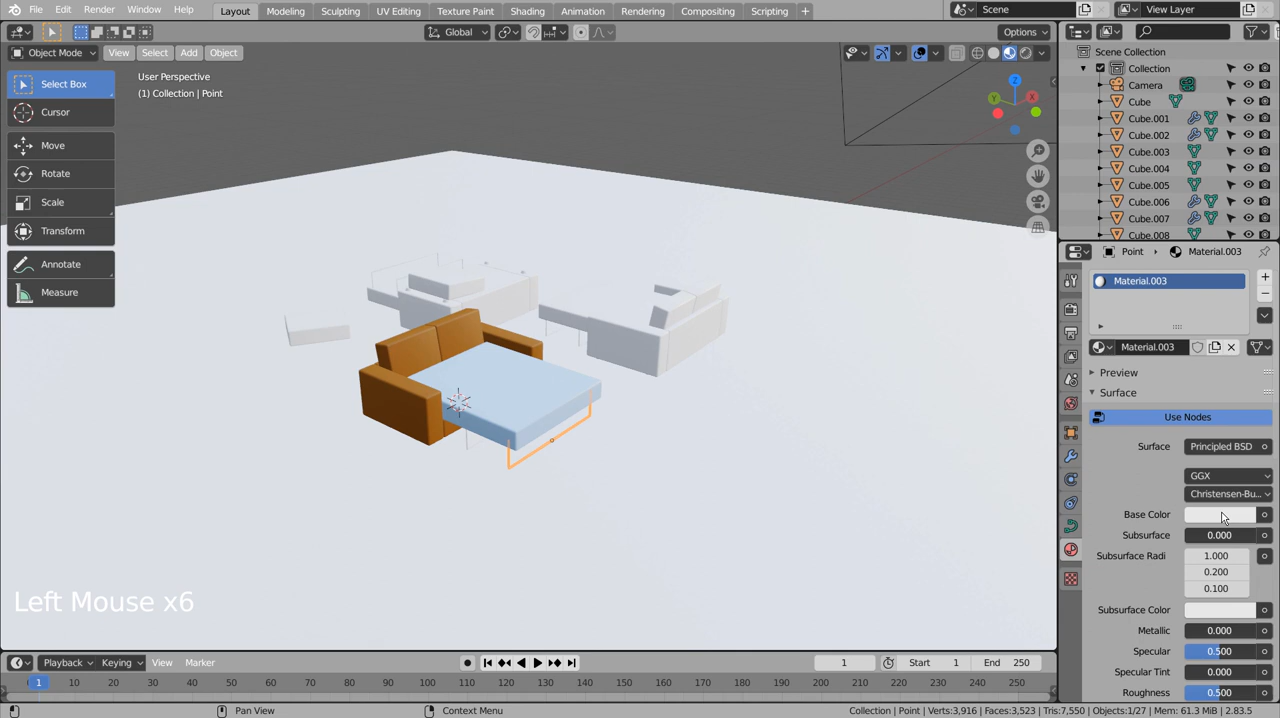 File Edit Render Window Help Layout Modeling Sculpting UV Editing Texture Paint Shading Animation Rendering Compositing Scripting + Scene View Layer
Global Options
Object Mode View Select Add Object
Select Box
Cursor
Move
Rotate
Scale
Transform
Annotate
Measure
User Perspective
(1) Collection | Point
Z
Y
X
Left Mouse x6
Scene Collection
Collection
Camera
Cube
Cube.001
Cube.002
Cube.003
Cube.004
Cube.005
Cube.006
Cube.007
Cube.008
Point Material.003
Material.003
Material.003
Preview
Surface
Use Nodes
Surface Principled BSD
GGX
Christensen-Bu...
Base Color
Subsurface 0.000
Subsurface Radi 1.000
0.200
0.100
Subsurface Color
Metallic 0.000
Specular 0.500
Specular Tint 0.000
Roughness 0.500
Playback Keying View Marker 1 Start 1 End 250
1 10 20 30 40 50 60 70 80 90 100 110 120 130 140 150 160 170 180 190 200 210 220 230 240 250
Pan View Context Menu Collection | Point | Verts:3,916 | Faces:3,523 | Tris:7,550 | Objects:1/27 | Mem: 61.3 MiB | 2.83.5